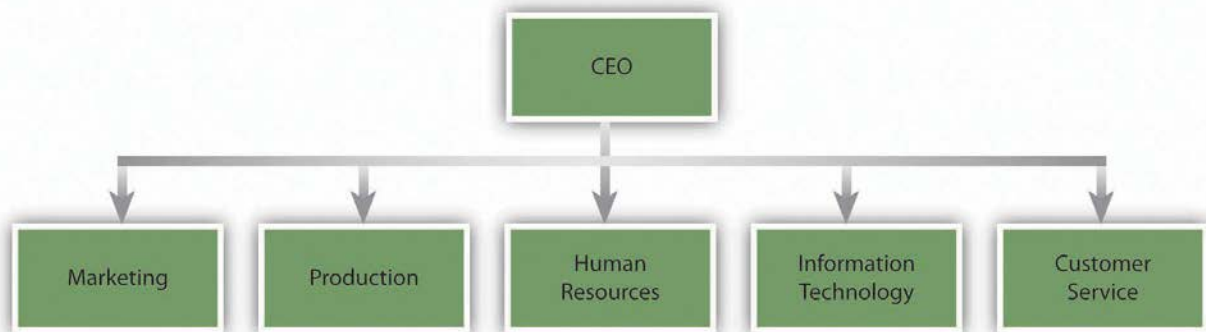 CEO
Marketing
Production
Human
Resources
Information
Technology
Customer
Service